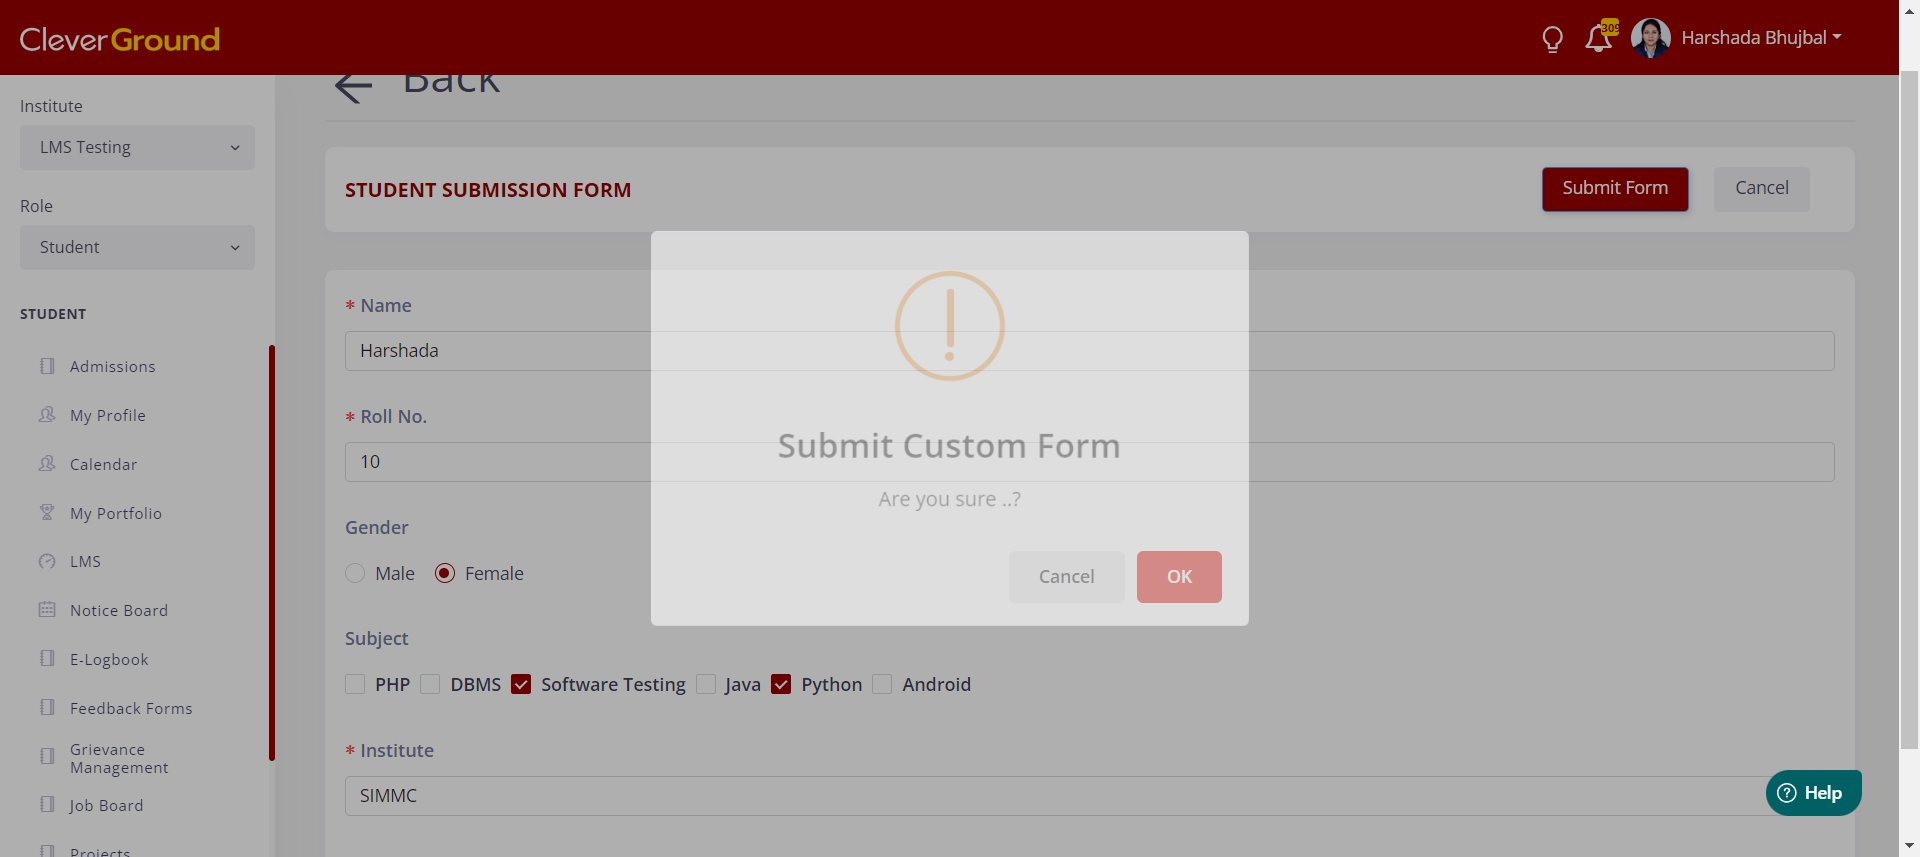 CleverGround
309
Harshada Bhujbal
Back
Institute
LMS Testing
Role
Student
STUDENT
Admissions
My Profile
Calendar
My Portfolio
LMS
Notice Board
E-Logbook
Feedback Forms
Grievance
Management
Job Board
Projects
STUDENT SUBMISSION FORM
Submit Form
Cancel
* Name
Harshada
* Roll No.
10
Gender
Male Female
Subject
PHP DBMS Software Testing Java Python Android
* Institute
SIMMC
Submit Custom Form
Are you sure ..?
Cancel
OK
Help